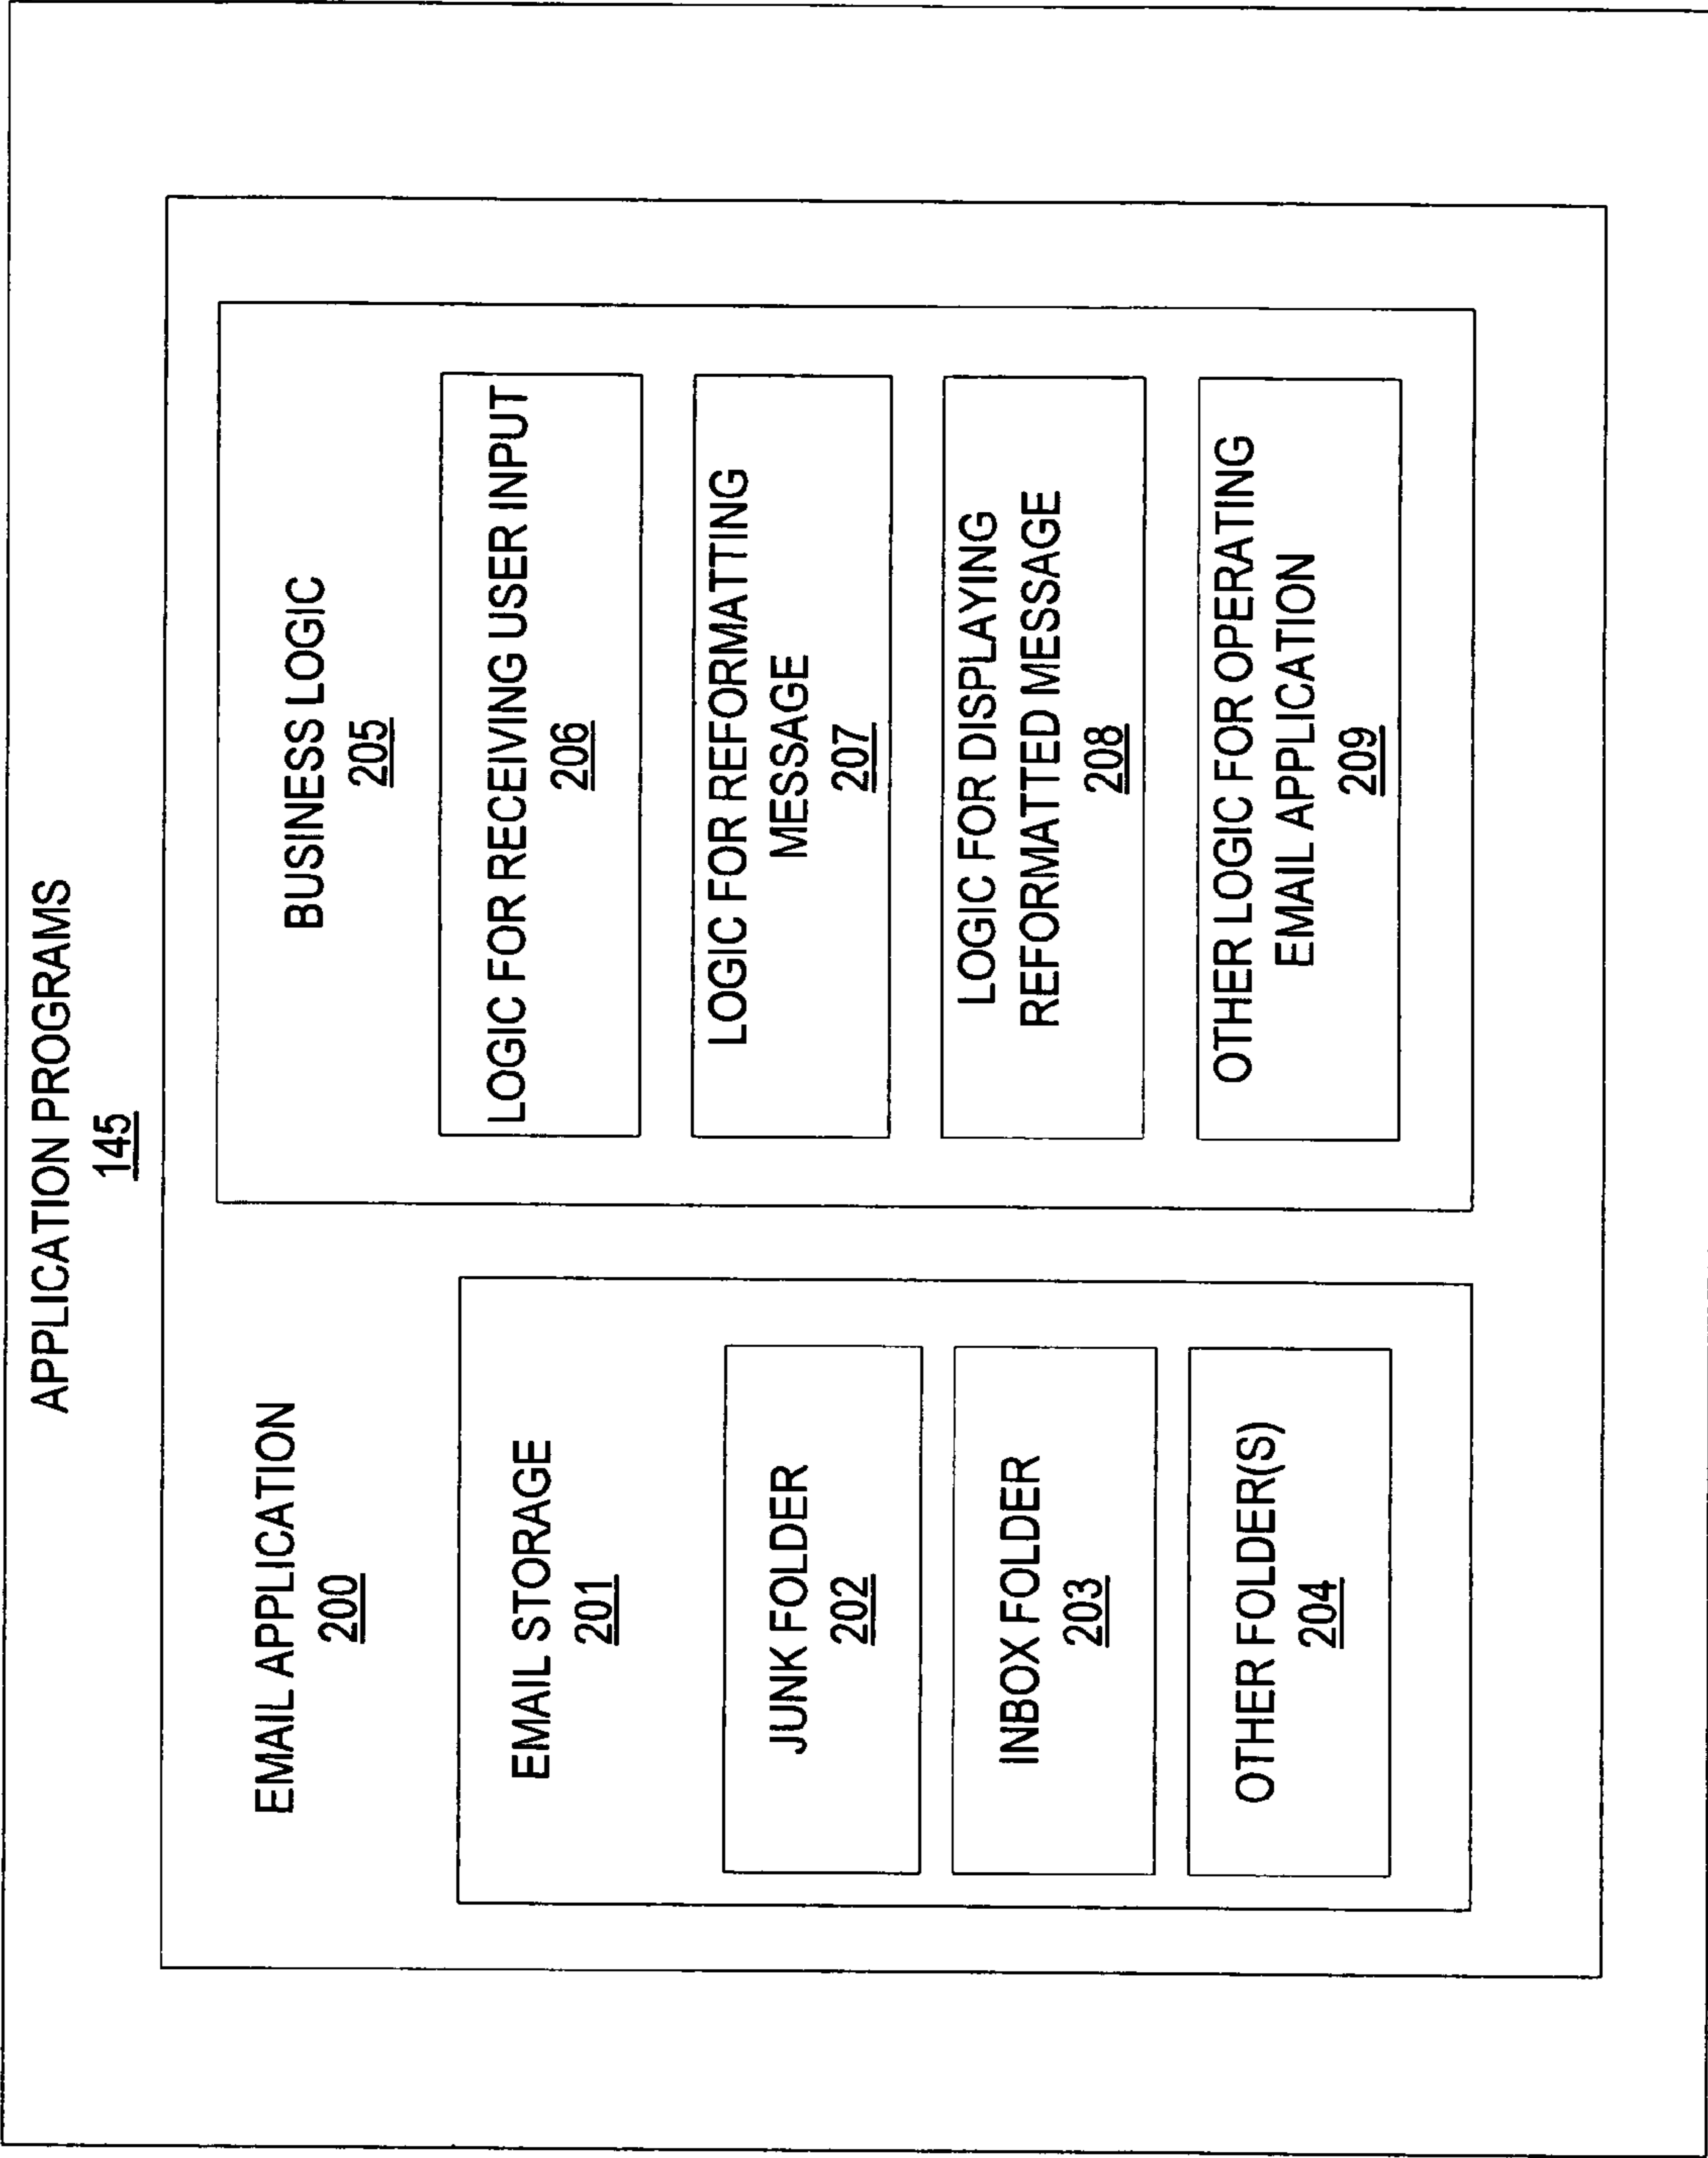 APPLICATION PROGRAMS
145
EMAIL APPLICATION
200
EMAIL STORAGE
201
JUNK FOLDER
202
INBOX FOLDER
203
OTHER FOLDER(S)
204
BUSINESS LOGIC
205
LOGIC FOR RECEIVING USER INPUT
206
LOGIC FOR REFORMATTING
MESSAGE
207
LOGIC FOR DISPLAYING
REFORMATTED MESSAGE
208
OTHER LOGIC FOR OPERATING
EMAIL APPLICATION
209